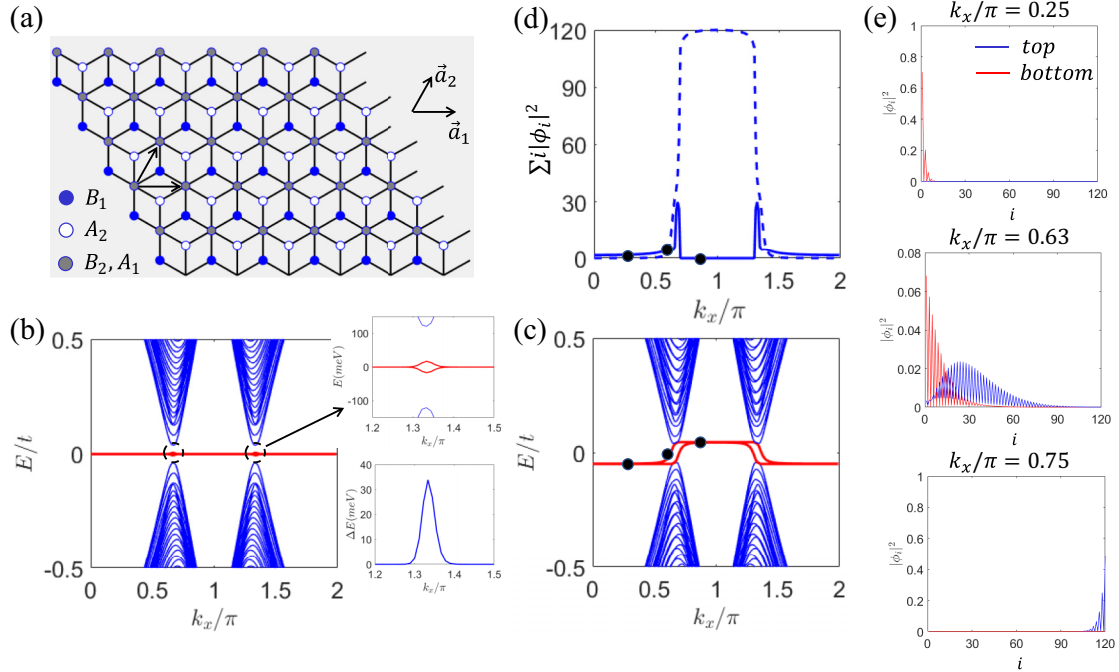 (a)
a⃗₂
a⃗₁
B₁
A₂
B₂, A₁
(b)
0.5
0
-0.5
E/t
0
0.5
1
1.5
2
kₓ/π
100
0
-100
E(meV)
1.2
1.3
1.4
1.5
kₓ/π
40
30
20
10
0
ΔE(meV)
1.2
1.3
1.4
1.5
kₓ/π
(d)
120
90
60
30
0
Σi|ϕᵢ|²
0
0.5
1
1.5
2
kₓ/π
(c)
0.5
0
-0.5
E/t
0
0.5
1
1.5
2
kₓ/π
(e)
kₓ/π = 0.25
top
bottom
1
0.8
0.6
0.4
0.2
0
|ϕᵢ|²
0
30
60
90
120
i
kₓ/π = 0.63
0.08
0.06
0.04
0.02
0
|ϕᵢ|²
0
30
60
90
120
i
kₓ/π = 0.75
1
0.8
0.6
0.4
0.2
0
|ϕᵢ|²
0
30
60
90
120
i